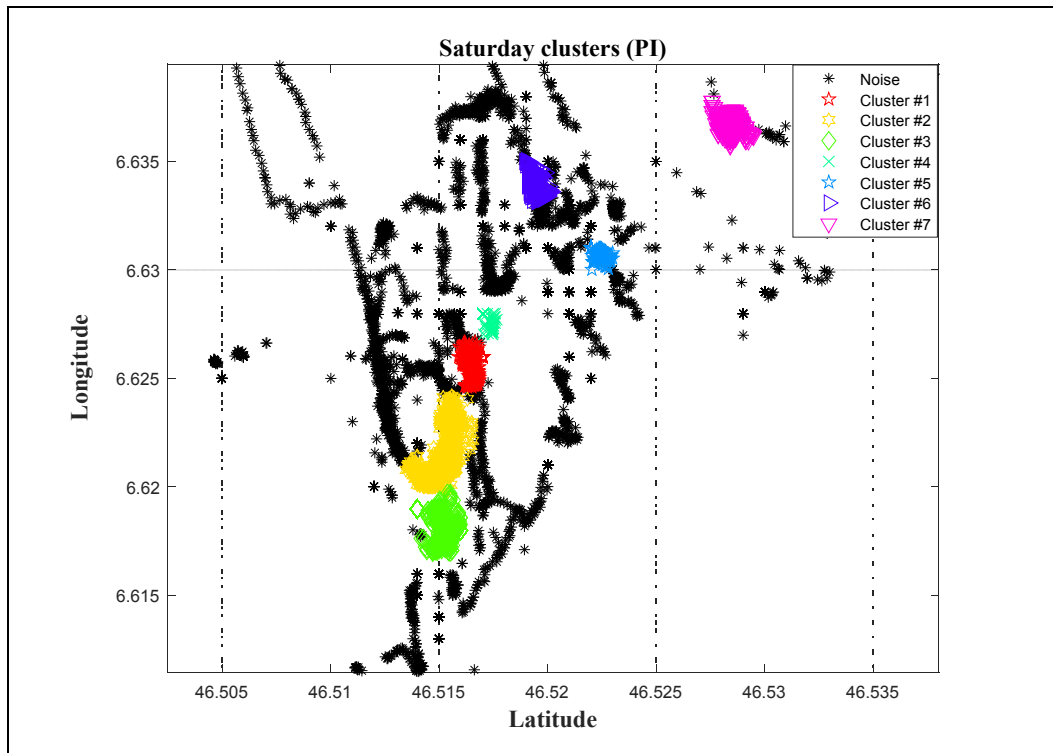 Saturday clusters (PI)
Noise
Cluster #1
Cluster #2
Cluster #3
Cluster #4
Cluster #5
Cluster #6
Cluster #7
6.635
6.63
6.625
6.62
6.615
Longitude
46.505
46.51
46.515
46.52
46.525
46.53
46.535
Latitude